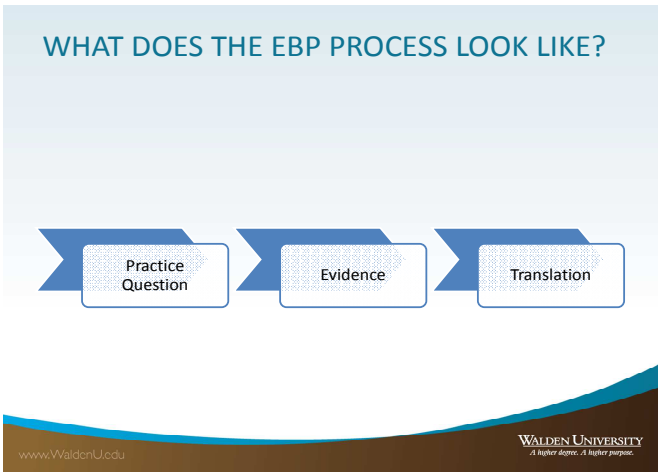 WHAT DOES THE EBP PROCESS LOOK LIKE?
Practice
Question
Evidence
Translation
www.WaldenU.edu
WALDEN UNIVERSITY
A higher degree. A higher purpose.